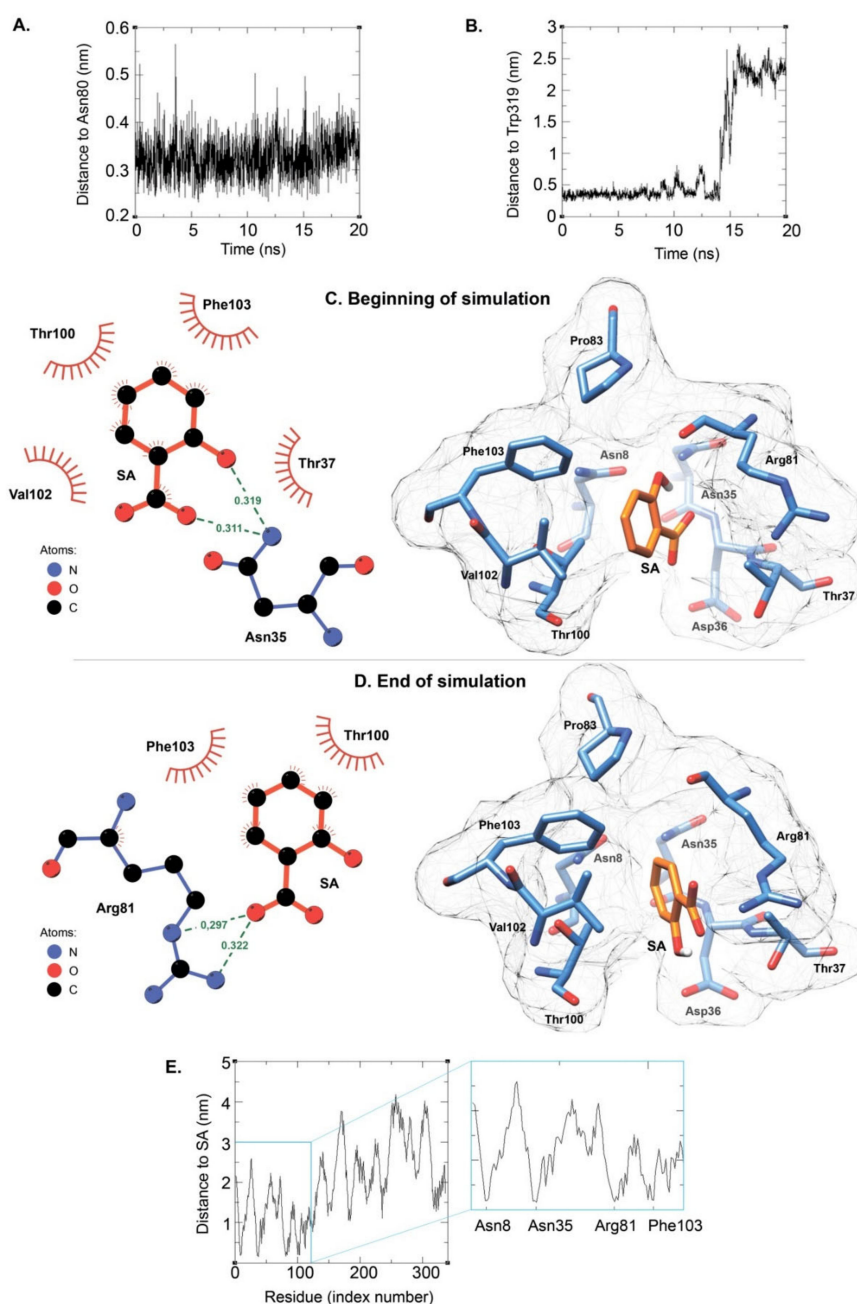 A.
Distance to Asn80 (nm)
0.6
0.5
0.4
0.3
0.2
0
5
10
15
20
Time (ns)
B.
Distance to Trp319 (nm)
3
2.5
2
1.5
1
0.5
0
0
5
10
15
20
Time (ns)
C. Beginning of simulation
Thr100
Phe103
SA
Thr37
Val102
0.319
0.311
Atoms:
N
O
C
Asn35
Pro83
Phe103
Asn8
Arg81
Asn35
Val102
SA
Thr37
Thr100
Asp36
D. End of simulation
Phe103
Thr100
Arg81
SA
0,297
0.322
Atoms:
N
O
C
Pro83
Phe103
Asn8
Asn35
Arg81
Val102
SA
Thr37
Thr100
Asp36
E.
Distance to SA (nm)
5
4
3
2
1
0
100
200
300
Residue (index number)
Asn8
Asn35
Arg81
Phe103